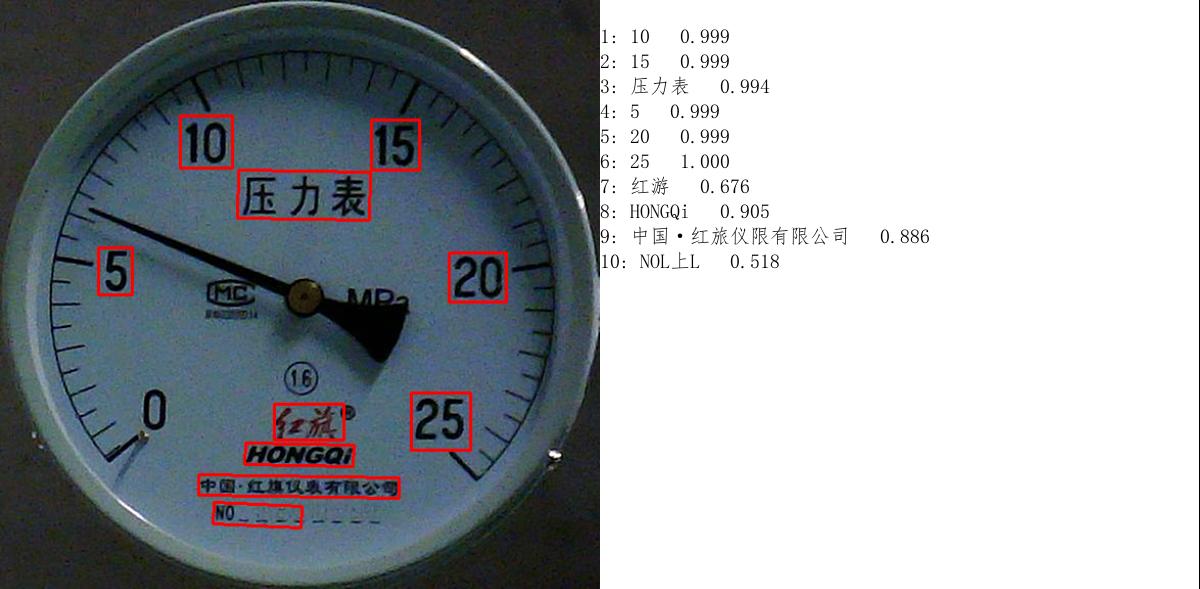 10
15
压力表
5
20
MC
MPa
1.6
0
25
红旗®
HONGQi
中国·红旗仪表有限公司
NO
1: 10 0.999
2: 15 0.999
3: 压力表 0.994
4: 5 0.999
5: 20 0.999
6: 25 1.000
7: 红游 0.676
8: HONGQi 0.905
9: 中国·红旅仪限有限公司 0.886
10: NOL上L 0.518